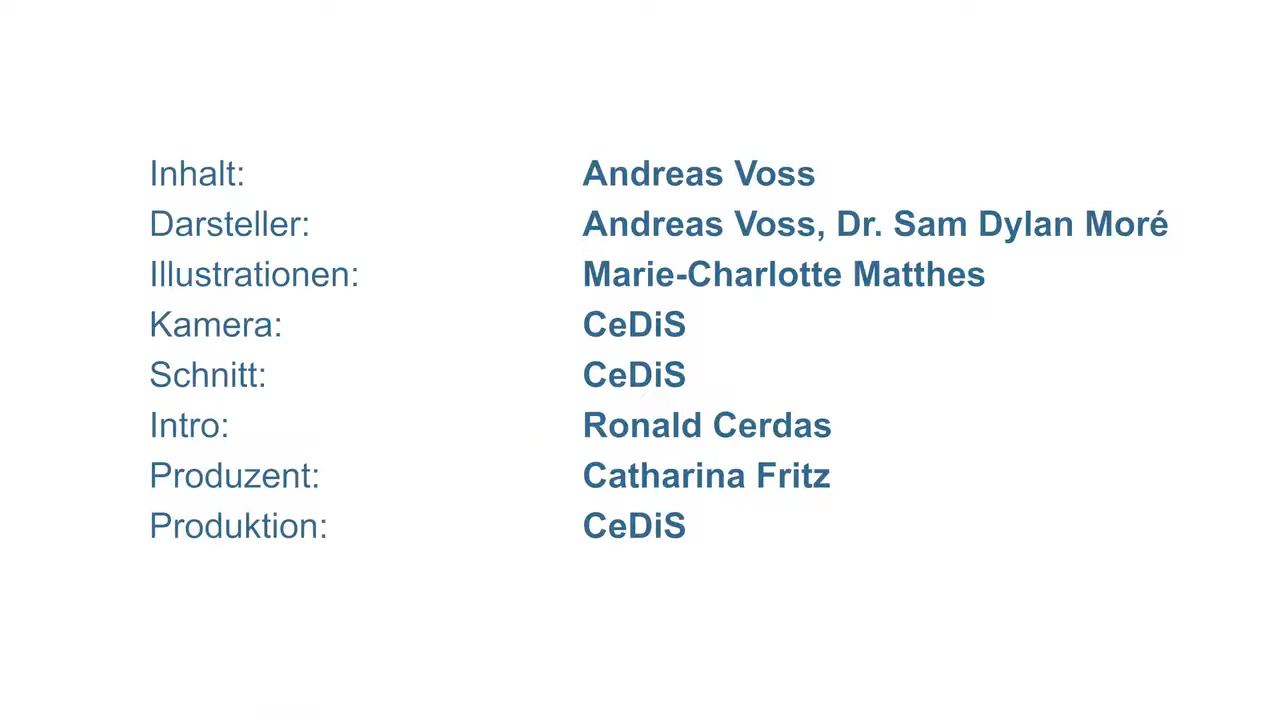 Inhalt: Andreas Voss
Darsteller: Andreas Voss, Dr. Sam Dylan Moré
Illustrationen: Marie-Charlotte Matthes
Kamera: CeDiS
Schnitt: CeDiS
Intro: Ronald Cerdas
Produzent: Catharina Fritz
Produktion: CeDiS